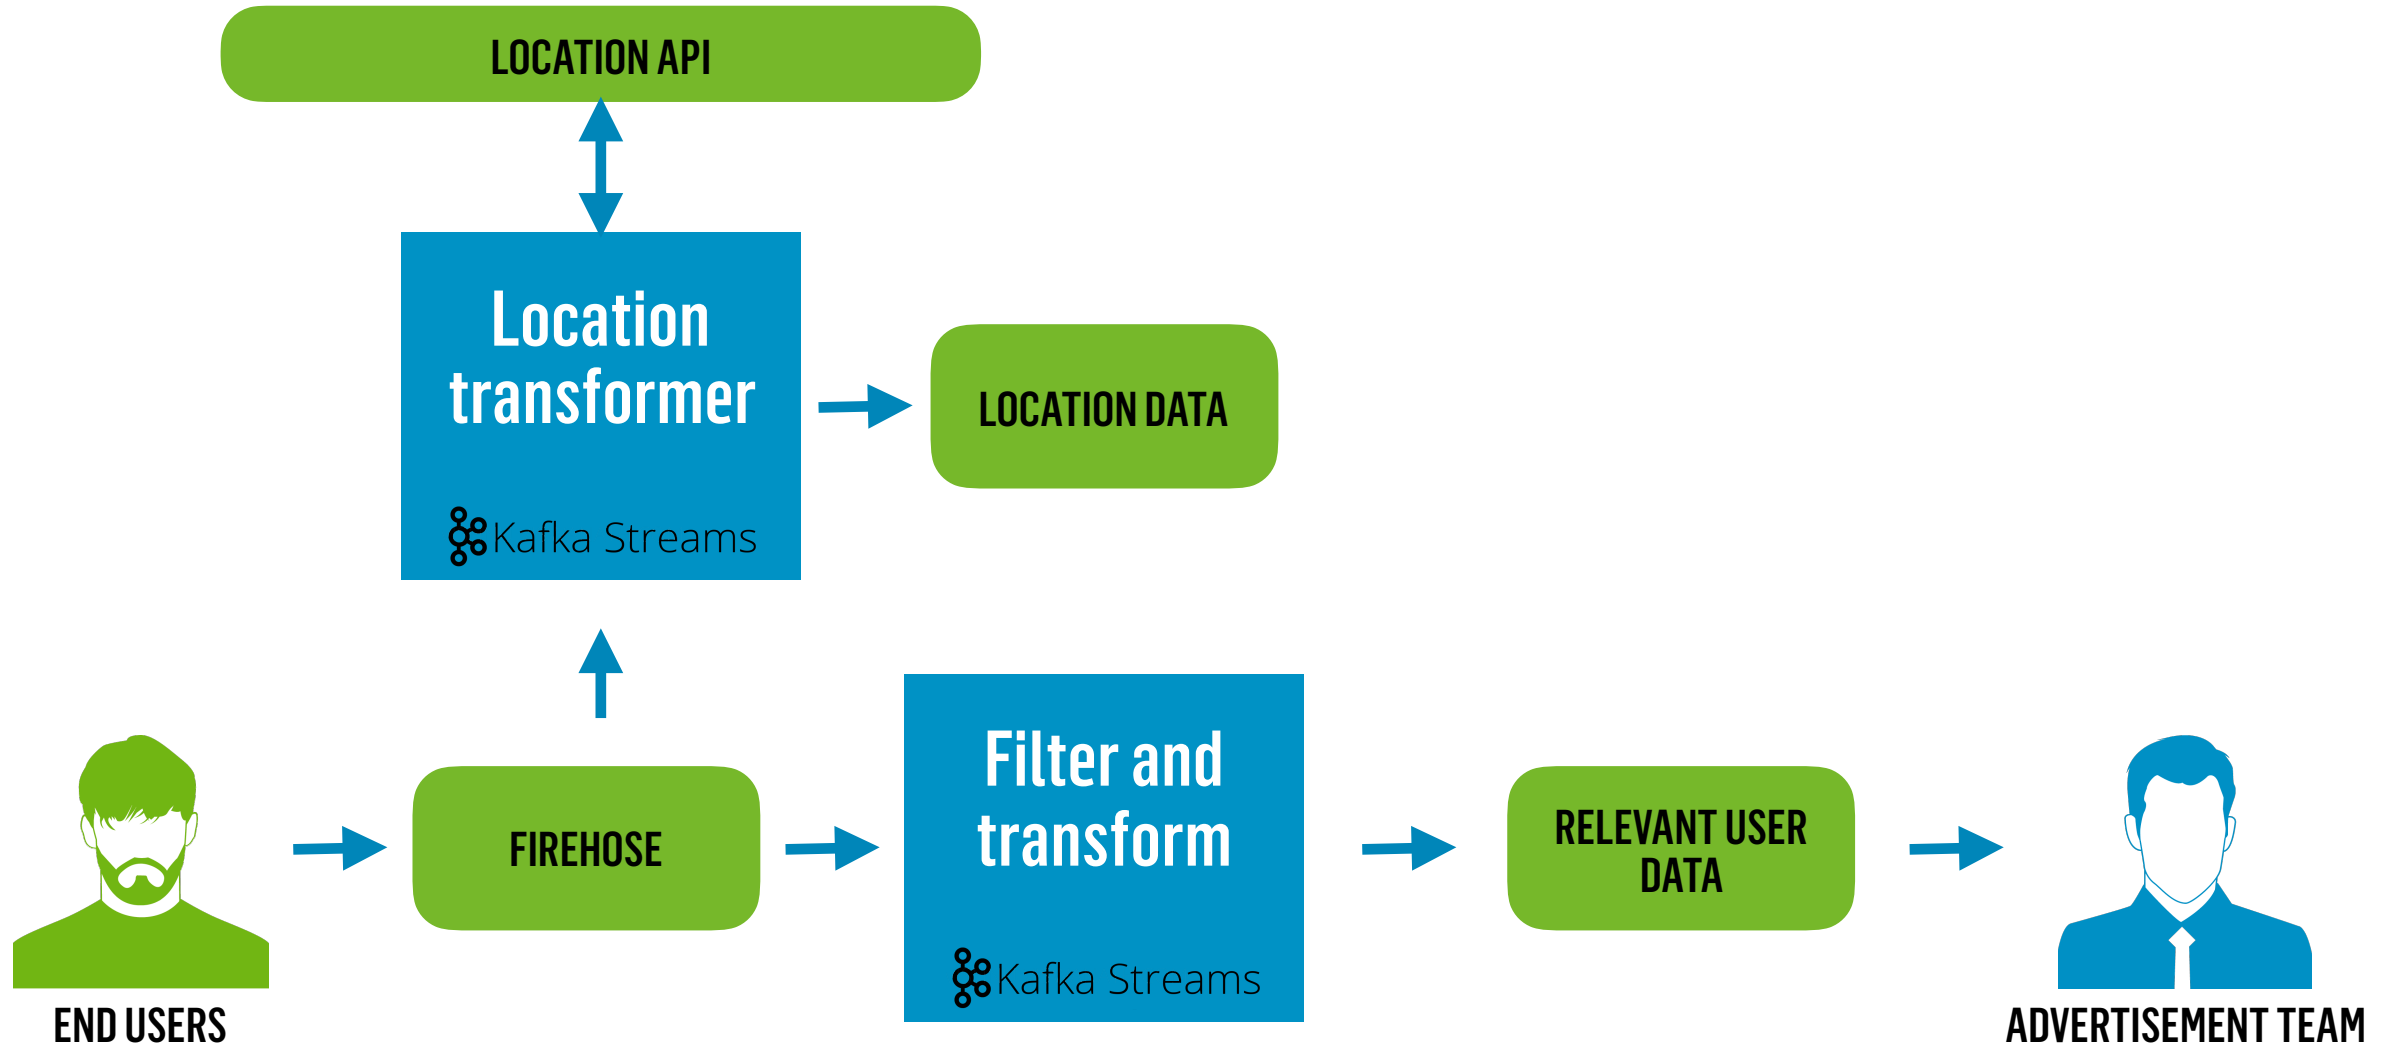 LOCATION API
Location
transformer
Kafka Streams
LOCATION DATA
FIREHOSE
Filter and
transform
Kafka Streams
RELEVANT USER
DATA
END USERS
ADVERTISEMENT TEAM